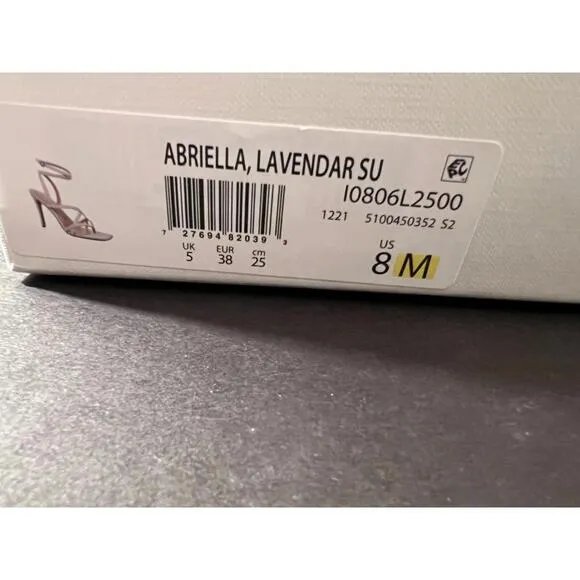 ABRIELLA, LAVENDAR SU
I0806L2500
1221 5100450352 S2
7 27694 82039 3
UK EUR cm
5 38 25
US
8 M